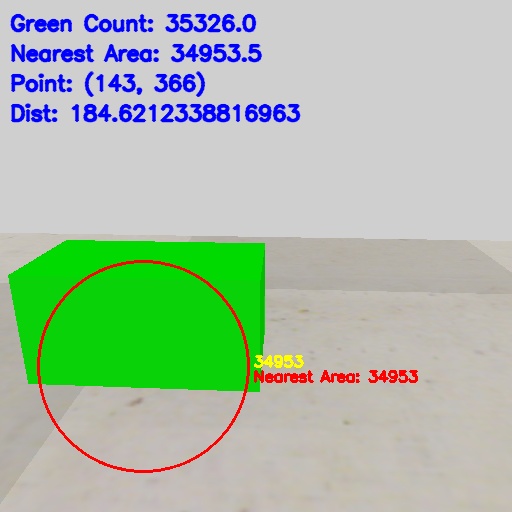 Green Count: 35326.0
Nearest Area: 34953.5
Point: (143, 366)
Dist: 184.6212338816963
34953
Nearest Area: 34953